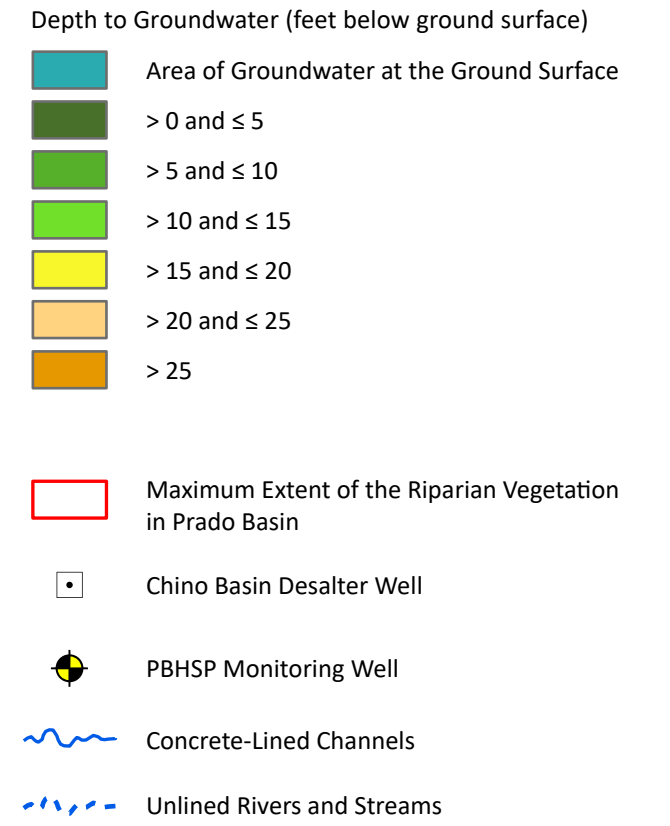 Depth to Groundwater (feet below ground surface)
Area of Groundwater at the Ground Surface
> 0 and ≤ 5
> 5 and ≤ 10
> 10 and ≤ 15
> 15 and ≤ 20
> 20 and ≤ 25
> 25
Maximum Extent of the Riparian Vegetation
in Prado Basin
Chino Basin Desalter Well
PBHSP Monitoring Well
Concrete-Lined Channels
Unlined Rivers and Streams